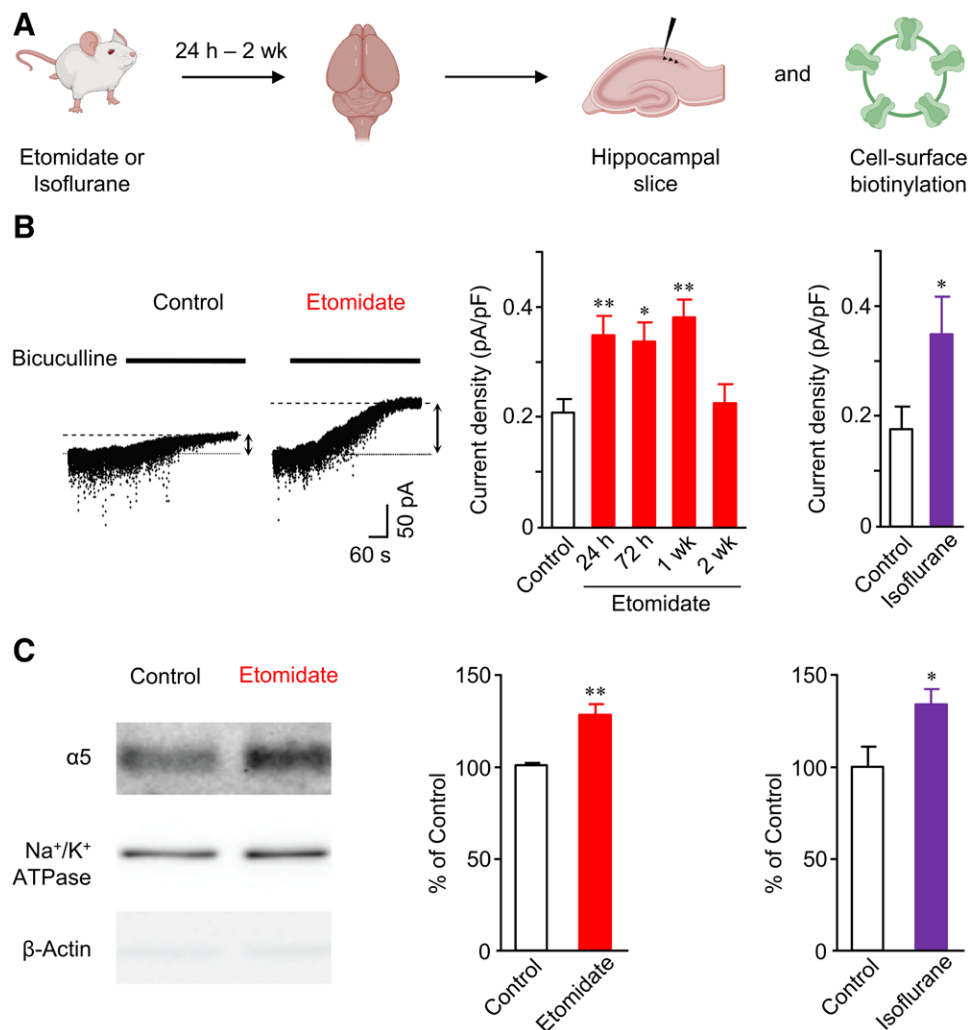 A
24 h – 2 wk
and
Etomidate or
Isoflurane
Hippocampal
slice
Cell-surface
biotinylation
B
Control
Etomidate
Bicuculline
50 pA
60 s
Current density (pA/pF)
0.4
0.2
0
**
*
**
Control
24 h
72 h
1 wk
2 wk
Etomidate
Current density (pA/pF)
0.4
0.2
0
*
Control
Isoflurane
C
Control
Etomidate
α5
Na⁺/K⁺
ATPase
β-Actin
% of Control
150
100
50
0
**
Control
Etomidate
% of Control
150
100
50
0
*
Control
Isoflurane